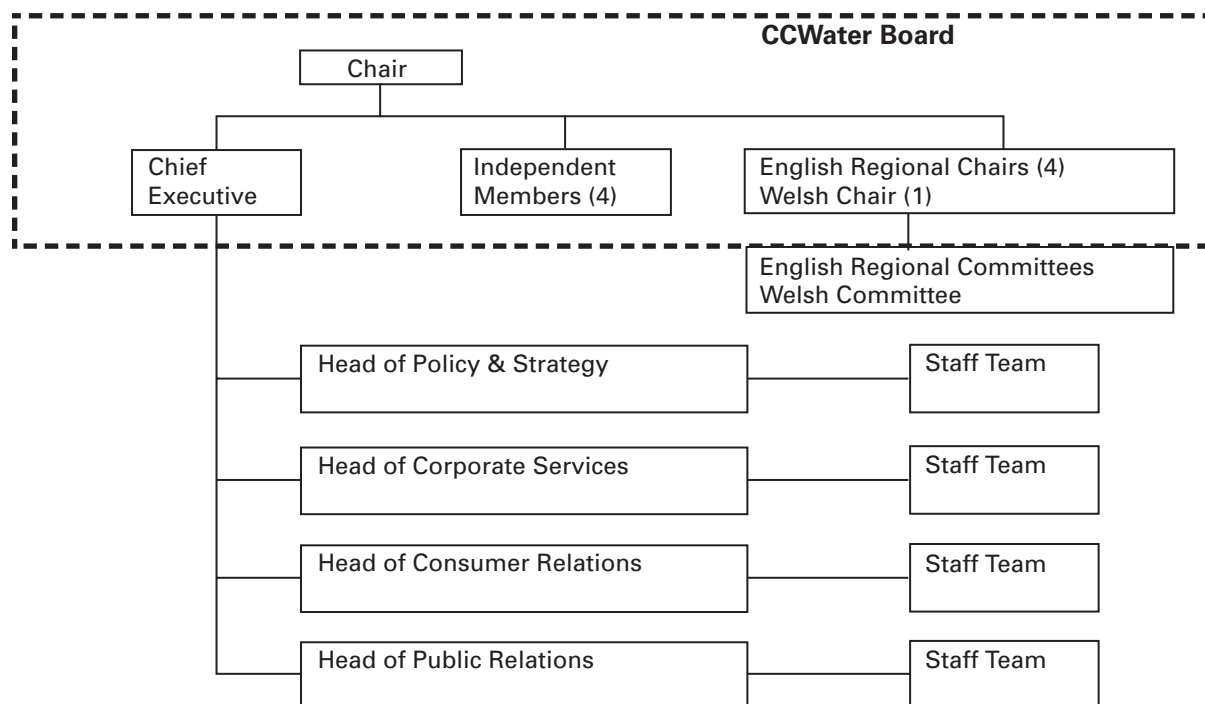 CCWater Board
Chair
Chief
Executive
Independent
Members (4)
English Regional Chairs (4)
Welsh Chair (1)
English Regional Committees
Welsh Committee
Head of Policy & Strategy
Staff Team
Head of Corporate Services
Staff Team
Head of Consumer Relations
Staff Team
Head of Public Relations
Staff Team